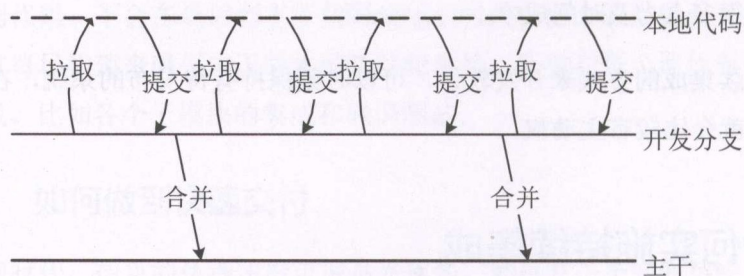 本地代码
拉取 提交 拉取 提交 拉取 提交 拉取 提交
开发分支
合并 合并
主干